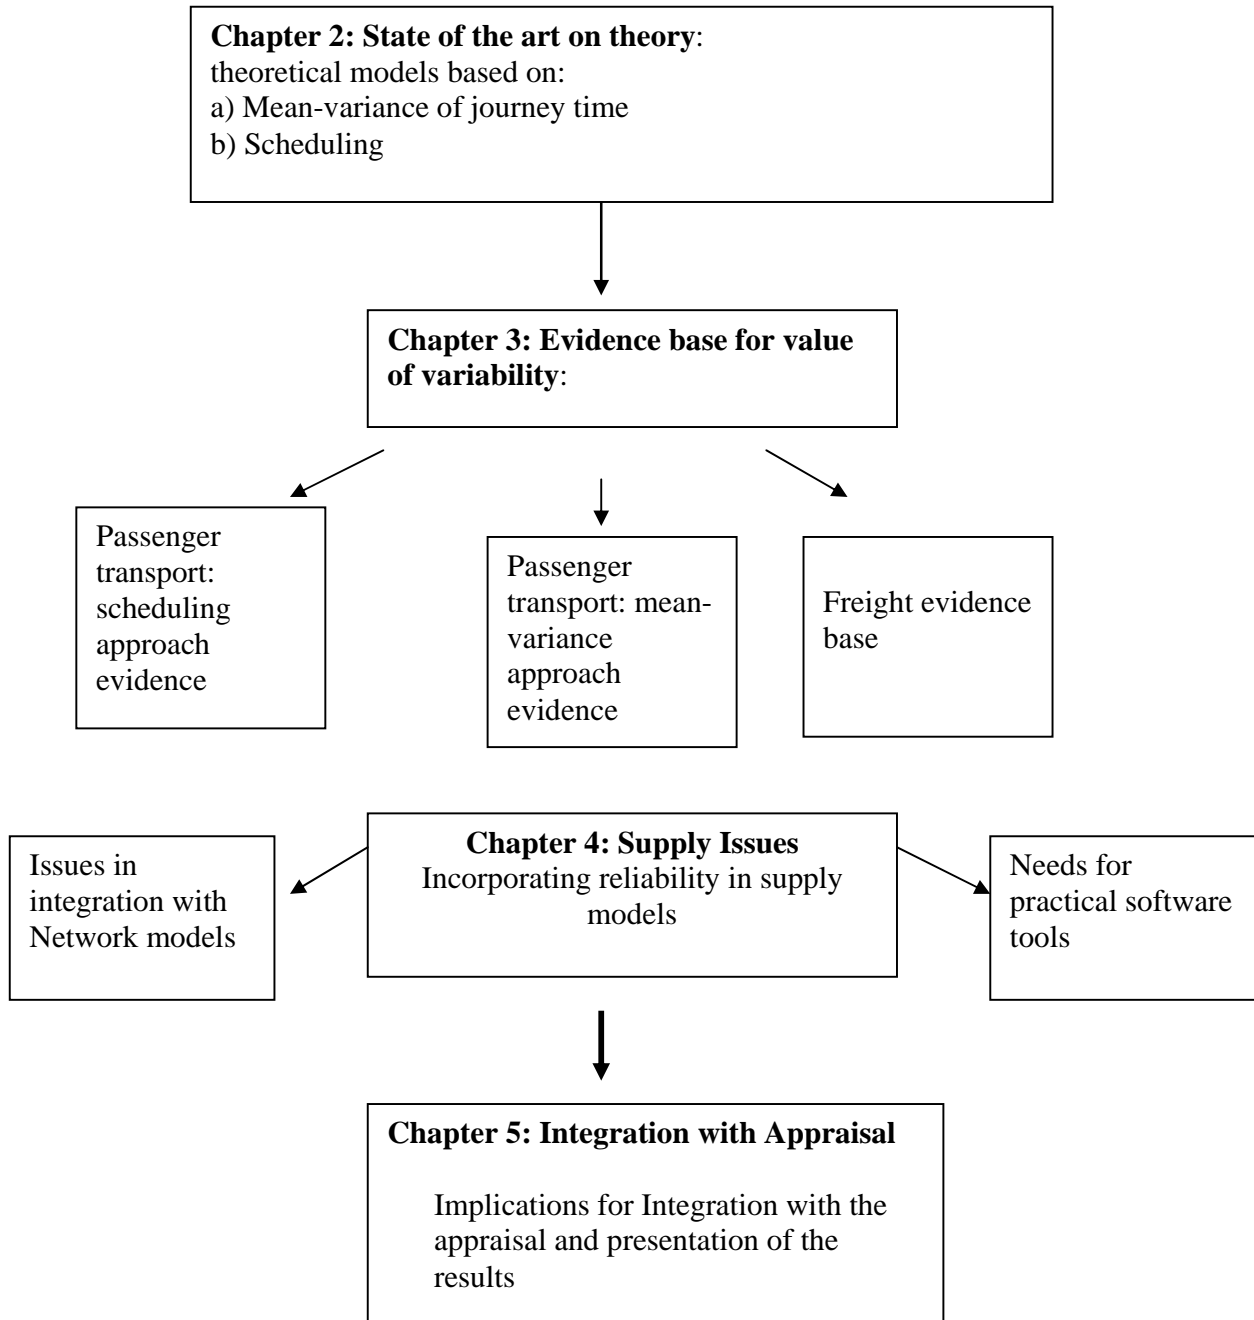 Chapter 2: State of the art on theory:
theoretical models based on:
a) Mean-variance of journey time
b) Scheduling
Chapter 3: Evidence base for value
of variability:
Passenger
transport:
scheduling
approach
evidence
Passenger
transport: mean-
variance
approach
evidence
Freight evidence
base
Issues in
integration with
Network models
Chapter 4: Supply Issues
Incorporating reliability in supply
models
Needs for
practical software
tools
Chapter 5: Integration with Appraisal
Implications for Integration with the
appraisal and presentation of the
results